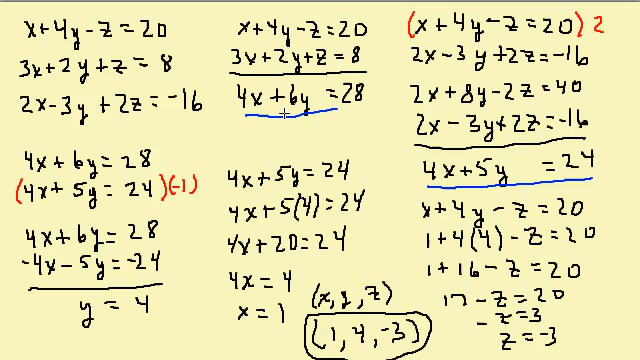 x+4y-z=20
3x+2y+z=8
2x-3y+2z=-16
4x+6y=28
(4x+5y=24)(-1)
4x+6y=28
-4x-5y=-24
y=4
x+4y-z=20
3x+2y+z=8
4x+6y=28
4x+5y=24
4x+5(4)=24
4x+20=24
4x=4
x=1
(x+4y-z=20)2
2x-3y+2z=-16
2x+8y-2z=40
2x-3y+2z=-16
4x+5y=24
x+4y-z=20
1+4(4)-z=20
1+16-z=20
17-z=20
-z=3
z=-3
(x,y,z)
(1,4,-3)